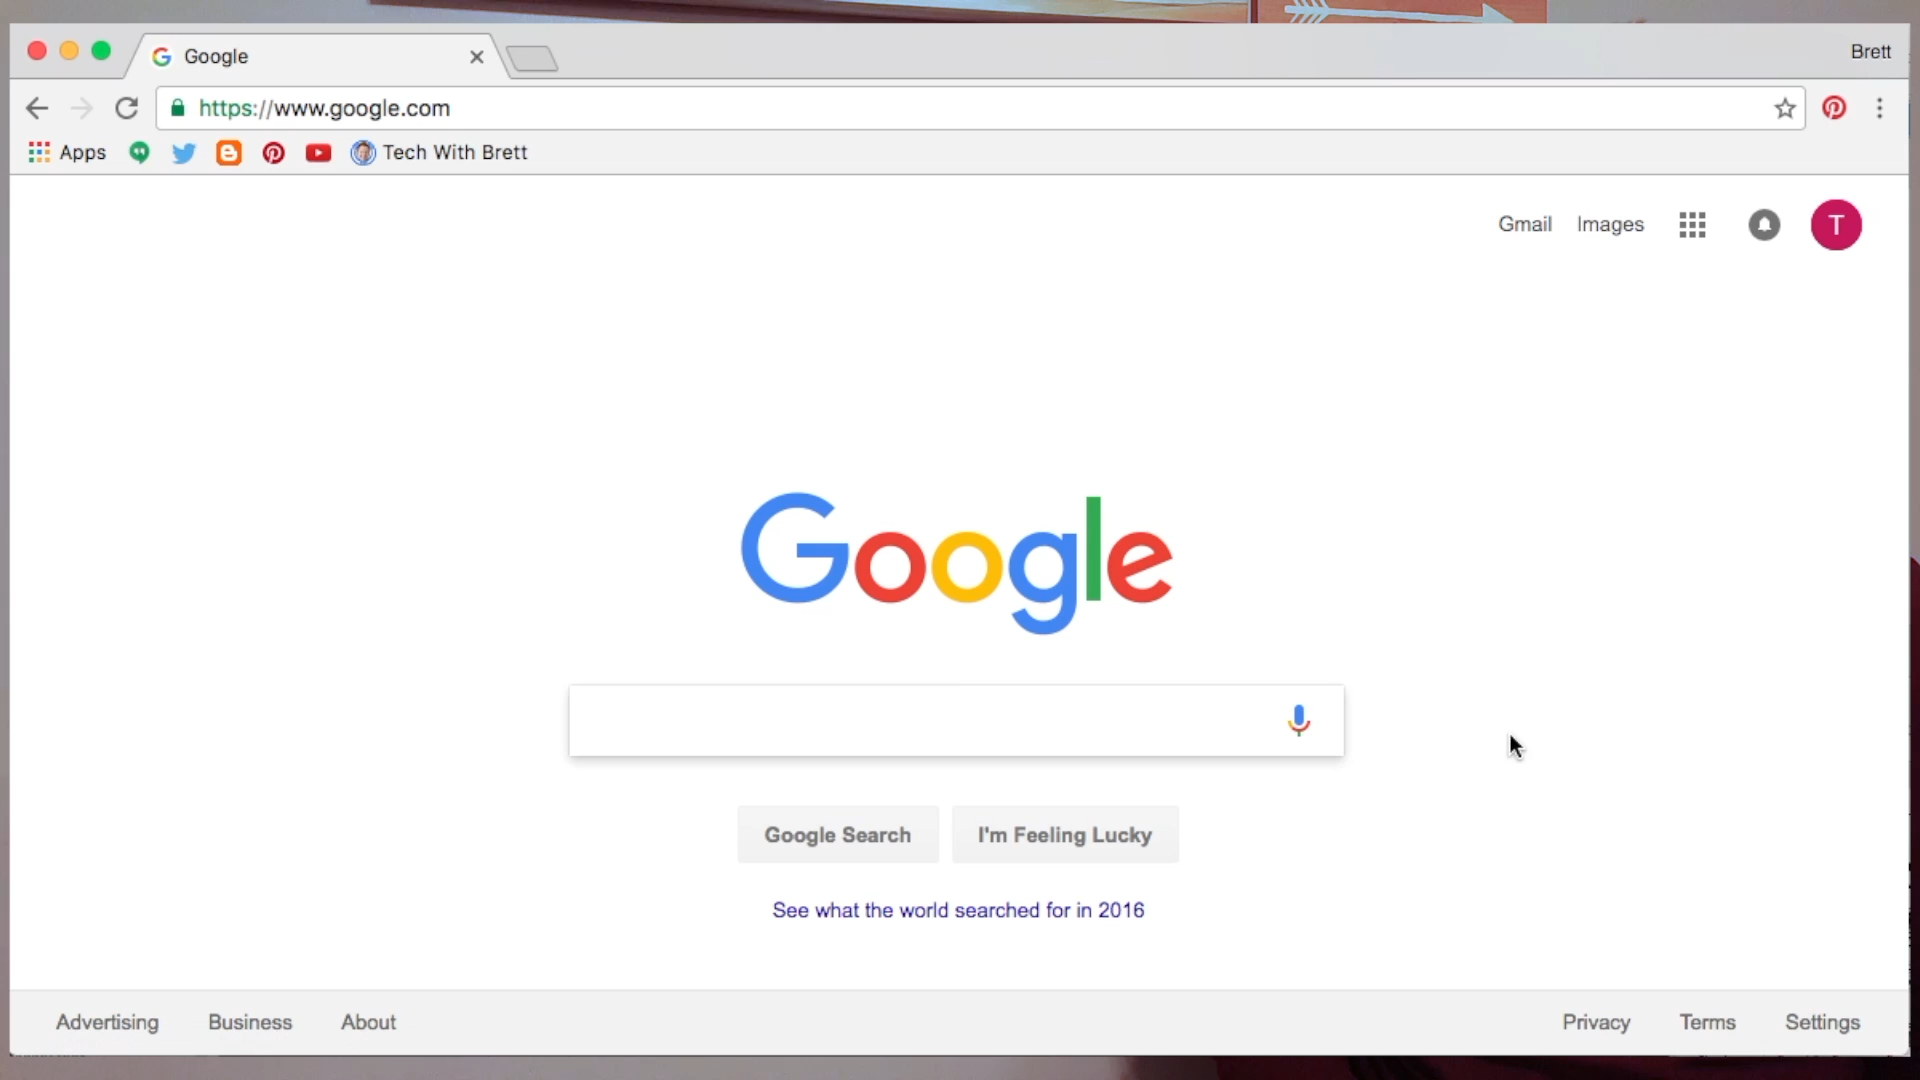 Google
Brett
https://www.google.com
Apps
Tech With Brett
Gmail Images
T
Google
Google Search I'm Feeling Lucky
See what the world searched for in 2016
Advertising Business About Privacy Terms Settings